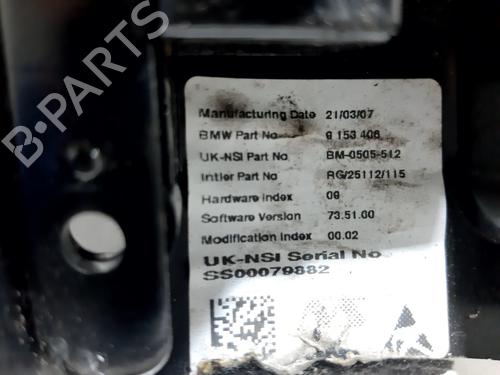 Manufacturing Date 21/03/07
BMW Part No 9 153 406
UK-NSI Part No BM-0505-512
Intier Part No RG/25112/115
Hardware Index 09
Software Version 73.51.00
Modification Index 00.02
UK-NSI Serial No
SS00079882
B-PARTS